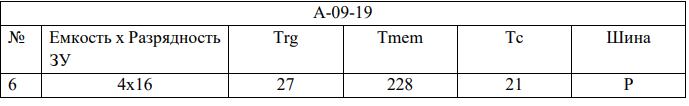 А-09-19
№ Емкость х Разрядность ЗУ Trg Tmem Tc Шина
6 4x16 27 228 21 Р